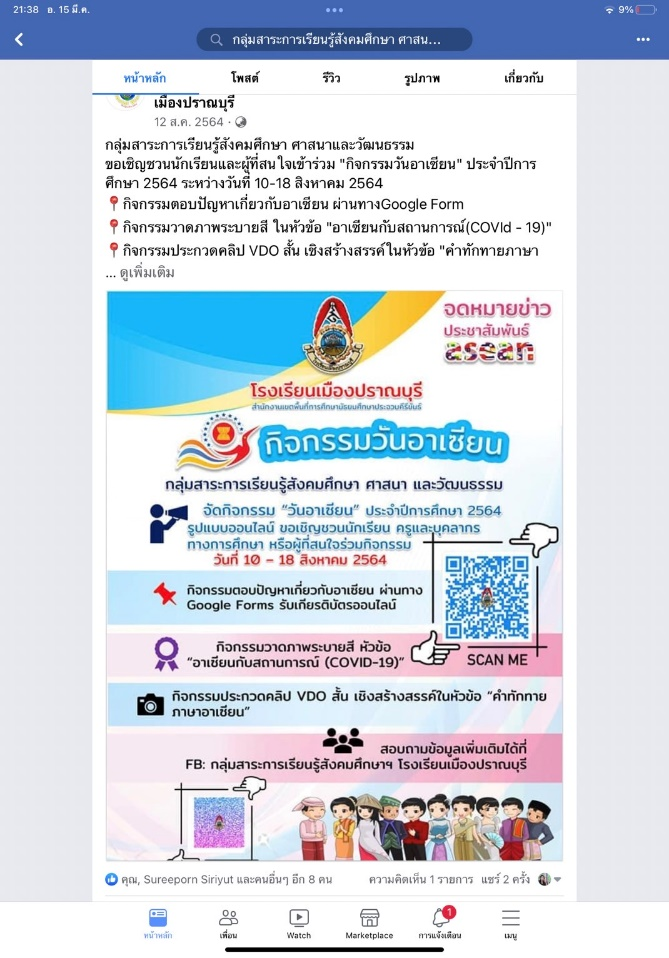 21:38 อ. 15 มี.ค.
9%
กลุ่มสาระการเรียนรู้สังคมศึกษา ศาสน...
หน้าหลัก โพสต์ รีวิว รูปภาพ เกี่ยวกับ
เมืองปราณบุรี
12 ส.ค. 2564
กลุ่มสาระการเรียนรู้สังคมศึกษา ศาสนาและวัฒนธรรม
ขอเชิญชวนนักเรียนและผู้ที่สนใจเข้าร่วม "กิจกรรมวันอาเซียน" ประจำปีการ
ศึกษา 2564 ระหว่างวันที่ 10-18 สิงหาคม 2564
📍กิจกรรมตอบปัญหาเกี่ยวกับอาเซียน ผ่านทางGoogle Form
📍กิจกรรมวาดภาพระบายสี ในหัวข้อ "อาเซียนกับสถานการณ์(COVId - 19)"
📍กิจกรรมประกวดคลิป VDO สั้น เชิงสร้างสรรค์ในหัวข้อ "คำทักทายภาษา
... ดูเพิ่มเติม
จดหมายข่าว
ประชาสัมพันธ์
asean
โรงเรียนเมืองปราณบุรี
สำนักงานเขตพื้นที่การศึกษามัธยมศึกษาประจวบคีรีขันธ์
กิจกรรมวันอาเซียน
กลุ่มสาระการเรียนรู้สังคมศึกษา ศาสนา และวัฒนธรรม
จัดกิจกรรม "วันอาเซียน" ประจำปีการศึกษา 2564
รูปแบบออนไลน์ ขอเชิญชวนนักเรียน ครูและบุคลากร
ทางการศึกษา หรือผู้ที่สนใจร่วมกิจกรรม
วันที่ 10 – 18 สิงหาคม 2564
กิจกรรมตอบปัญหาเกี่ยวกับอาเซียน ผ่านทาง
Google Forms รับเกียรติบัตรออนไลน์
กิจกรรมวาดภาพระบายสี หัวข้อ
"อาเซียนกับสถานการณ์ (COVID-19)"
SCAN ME
กิจกรรมประกวดคลิป VDO สั้น เชิงสร้างสรรค์ในหัวข้อ "คำทักทาย
ภาษาอาเซียน"
สอบถามข้อมูลเพิ่มเติมได้ที่
FB: กลุ่มสาระการเรียนรู้สังคมศึกษาฯ โรงเรียนเมืองปราณบุรี
คุณ, Sureeporn Siriyut และคนอื่นๆ อีก 8 คน ความคิดเห็น 1 รายการ แชร์ 2 ครั้ง
1
หน้าหลัก เพื่อน Watch Marketplace การแจ้งเตือน เมนู